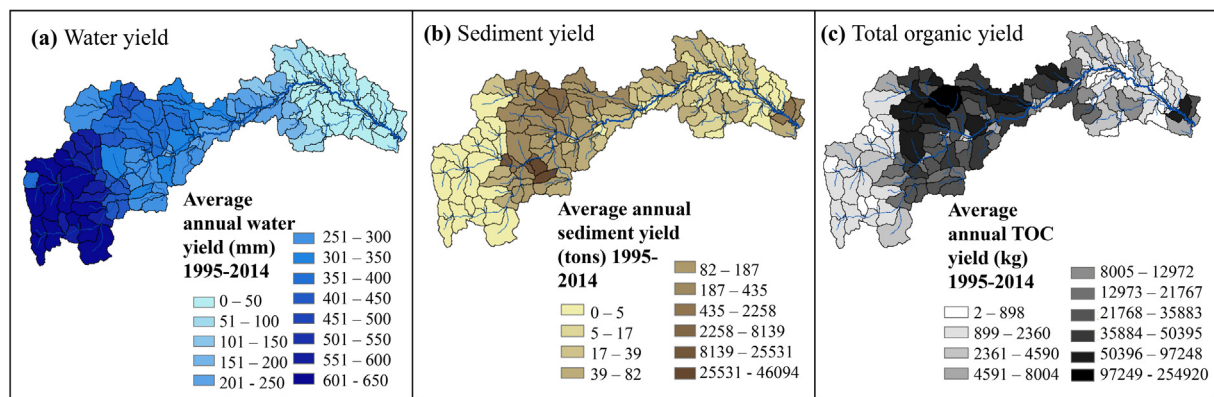 (a) Water yield
Average
annual water
yield (mm)
1995-2014
0 – 50
51 – 100
101 – 150
151 – 200
201 - 250
251 – 300
301 – 350
351 – 400
401 – 450
451 – 500
501 – 550
551 – 600
601 - 650
(b) Sediment yield
Average annual
sediment yield
(tons) 1995-
2014
0 – 5
5 – 17
17 – 39
39 – 82
82 – 187
187 – 435
435 – 2258
2258 – 8139
8139 – 25531
25531 - 46094
(c) Total organic yield
Average
annual TOC
yield (kg)
1995-2014
2 – 898
899 – 2360
2361 – 4590
4591 – 8004
8005 – 12972
12973 – 21767
21768 – 35883
35884 – 50395
50396 – 97248
97249 - 254920